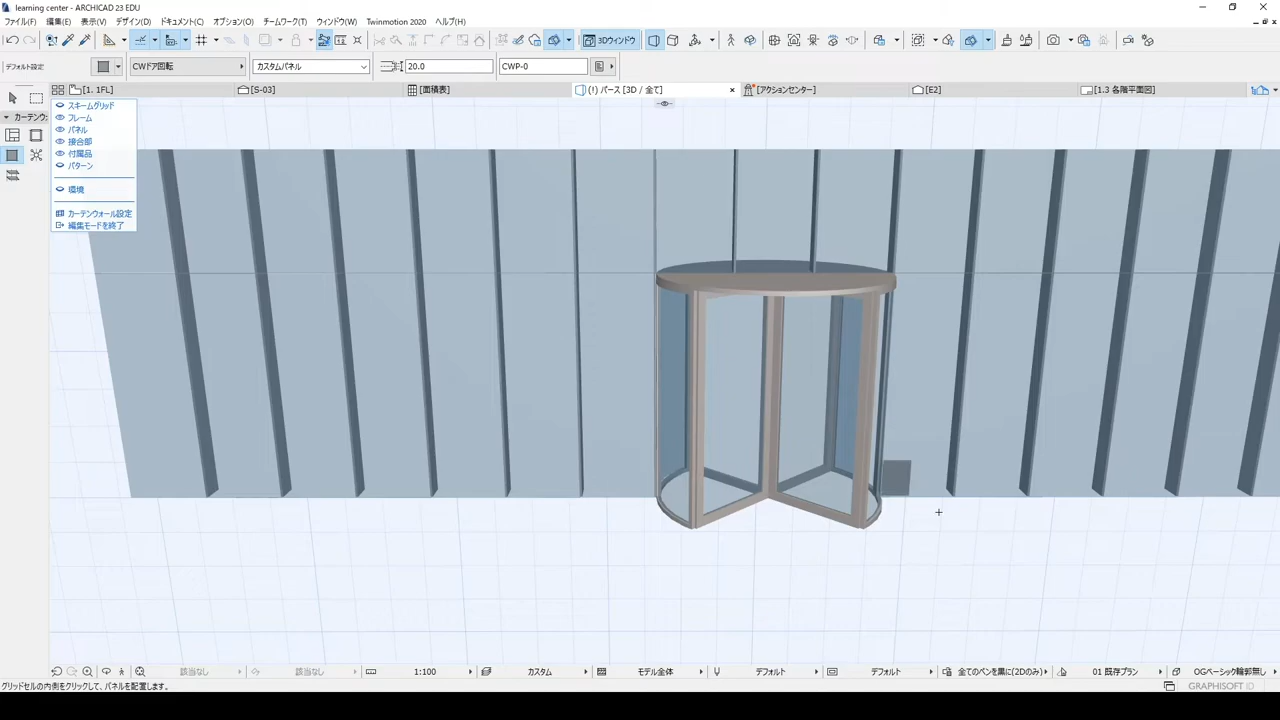 learning center - ARCHICAD 23 EDU
ファイル(F) 編集(E) 表示(V) デザイン(D) ドキュメント(C) オプション(O) チームワーク(T) ウィンドウ(W) Twinmotion 2020 ヘルプ(H)
3Dウィンドウ
デフォルト設定 CWドア回転 カスタムパネル 20.0 CWP-0
[1. 1FL] [S-03] [面積表] (!) パース [3D / 全て] [アクションセンター] [E2] [1.3 各階平面図]
カーテンウ
スキームグリッド
フレーム
パネル
接合部
付属品
パターン
環境
カーテンウォール設定
編集モードを終了
該当なし 該当なし 1:100 カスタム モデル全体 デフォルト デフォルト 全てのペンを黒に(2Dのみ) 01 既存プラン OGベーシック輪郭無し
グリッドセルの内側をクリックして、パネルを配置します。
GRAPHISOFT ID